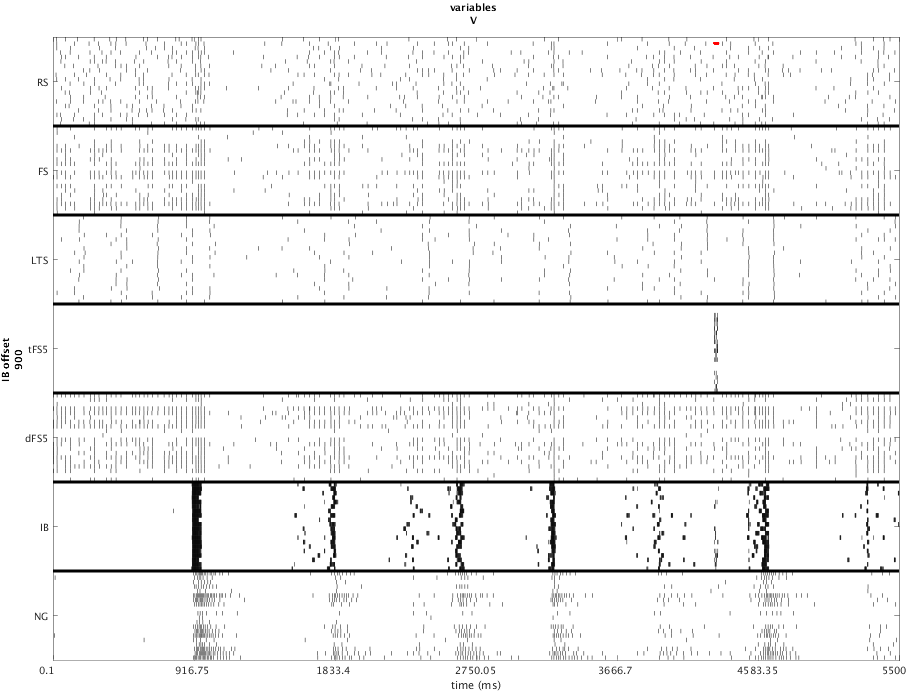 variables
V
RS
FS
LTS
tFS5
dFS5
IB
NG
IB offset
900
0.1 916.75 1833.4 2750.05 3666.7 4583.35 5500
time (ms)